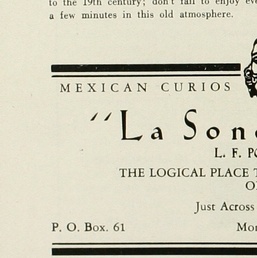 to the 19th century; don't fail to enjoy
a few minutes in this old atmosphere.
MEXICAN CURIOS
"La Son
L. F.
THE LOGICAL PLACE
Just Across
P. O. Box. 61